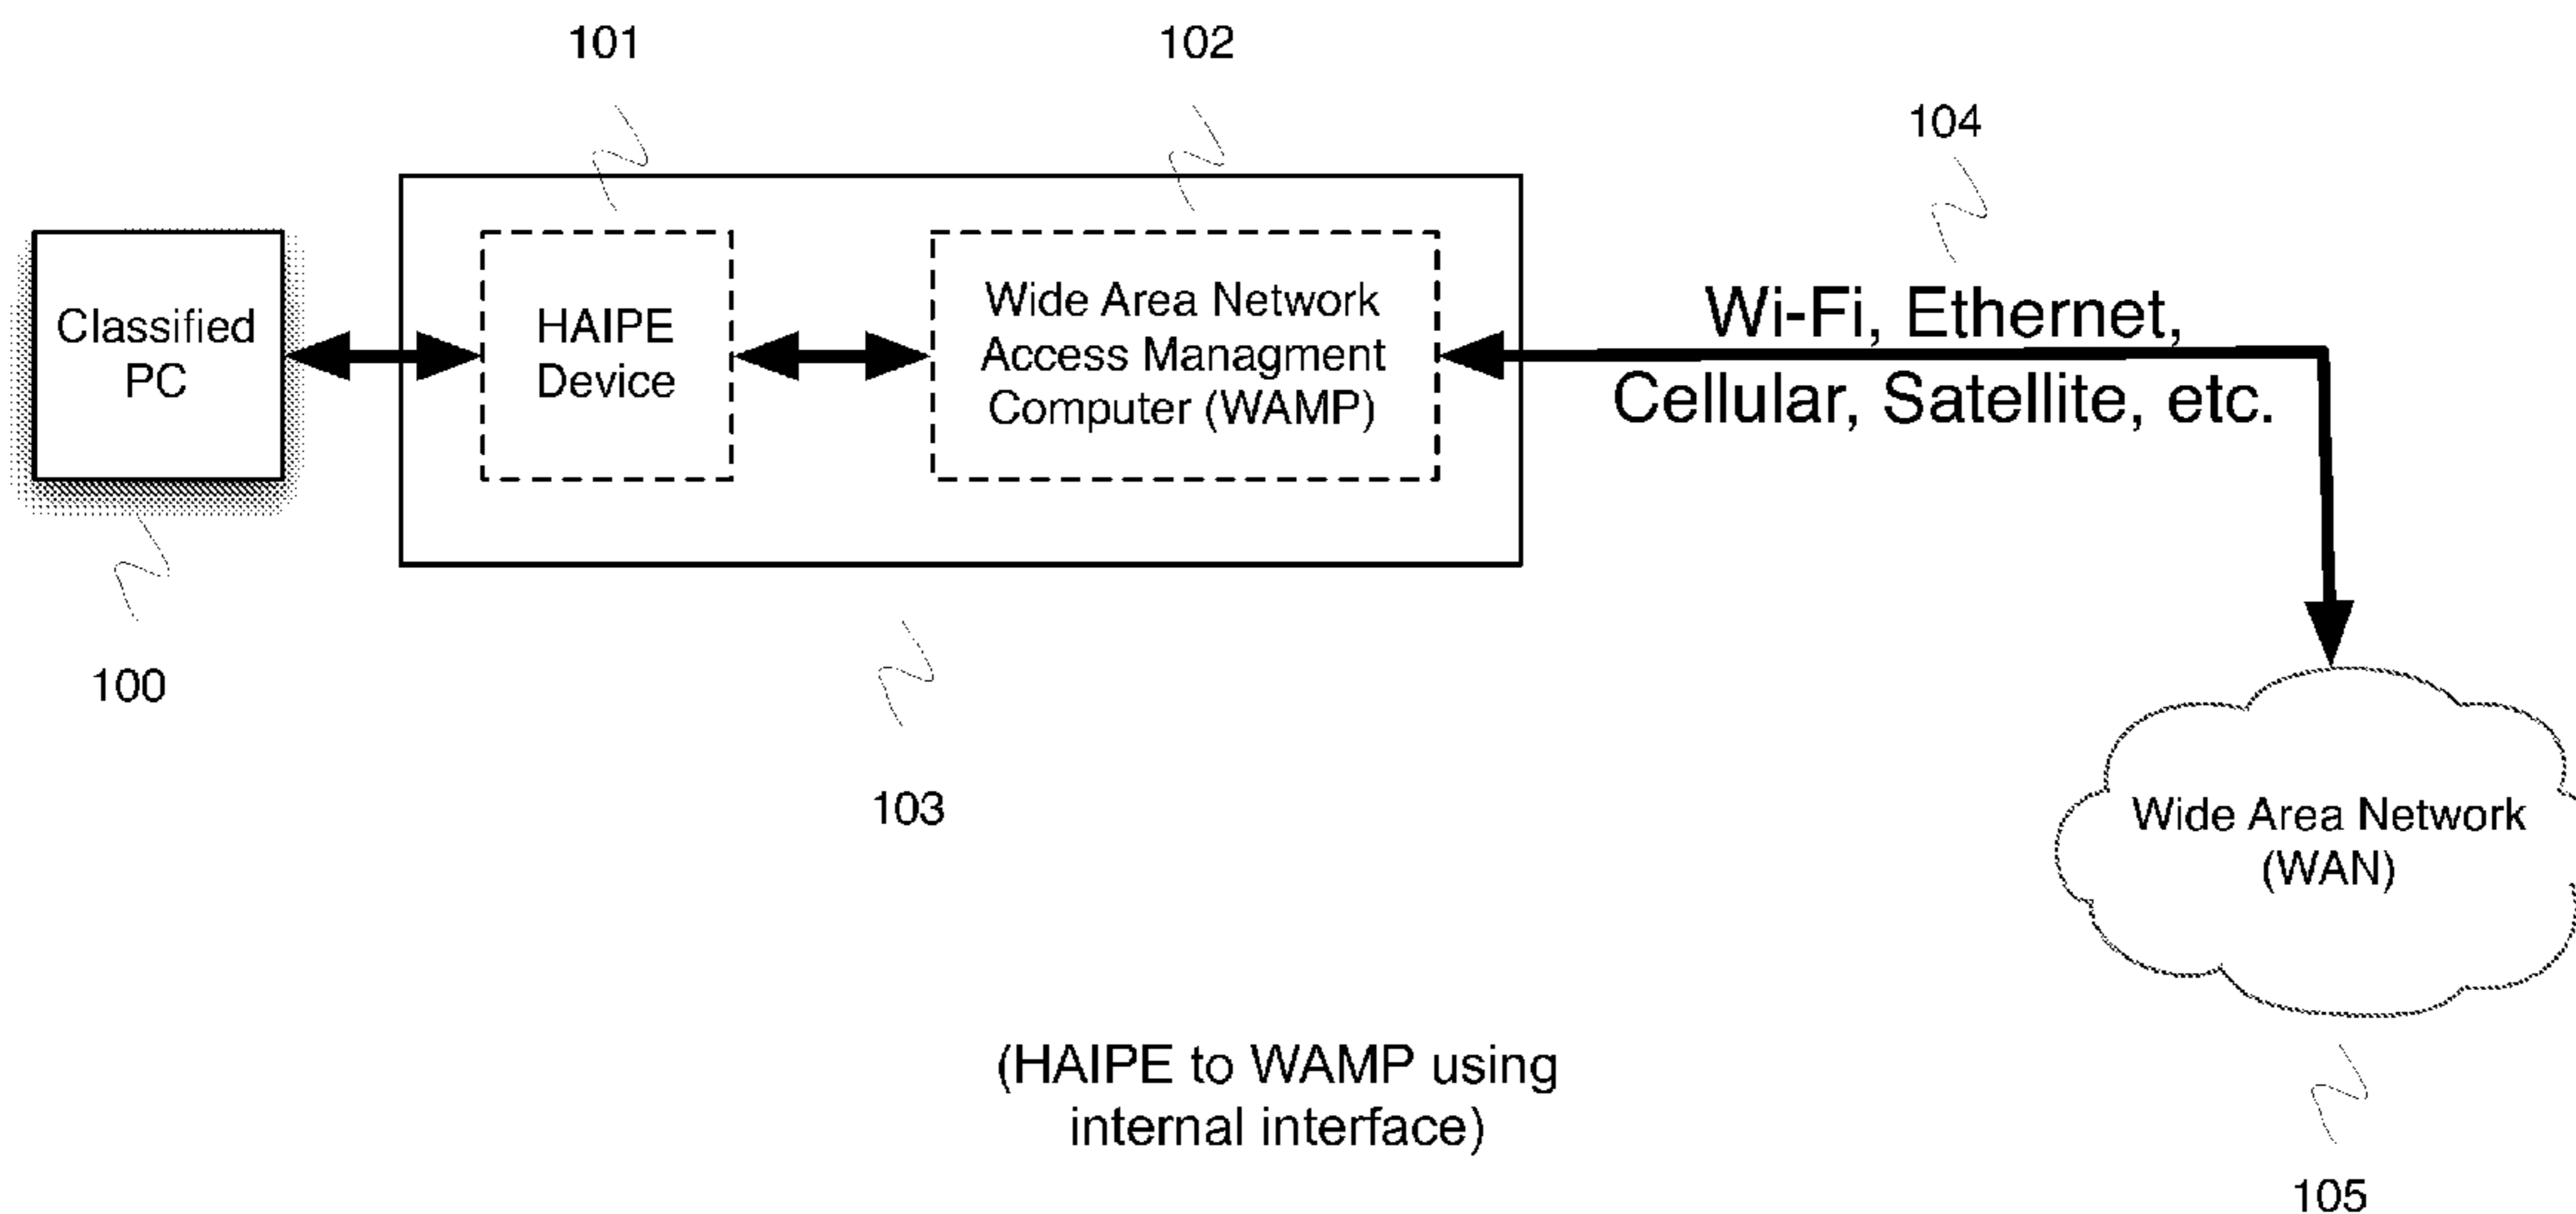 101
102
104
Classified
PC
HAIPE
Device
Wide Area Network
Access Managment
Computer (WAMP)
Wi-Fi, Ethernet,
Cellular, Satellite, etc.
100
103
Wide Area Network
(WAN)
(HAIPE to WAMP using
internal interface)
105